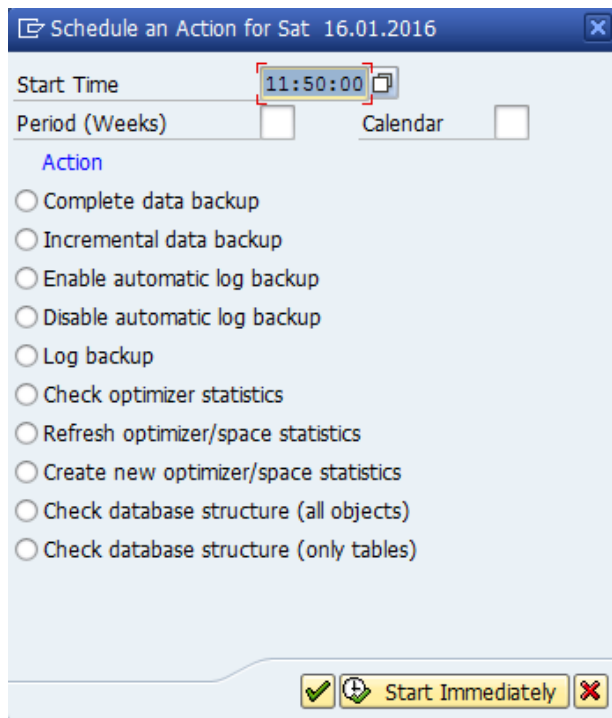 Schedule an Action for Sat 16.01.2016
Start Time 11:50:00
Period (Weeks) Calendar
Action
Complete data backup
Incremental data backup
Enable automatic log backup
Disable automatic log backup
Log backup
Check optimizer statistics
Refresh optimizer/space statistics
Create new optimizer/space statistics
Check database structure (all objects)
Check database structure (only tables)
Start Immediately